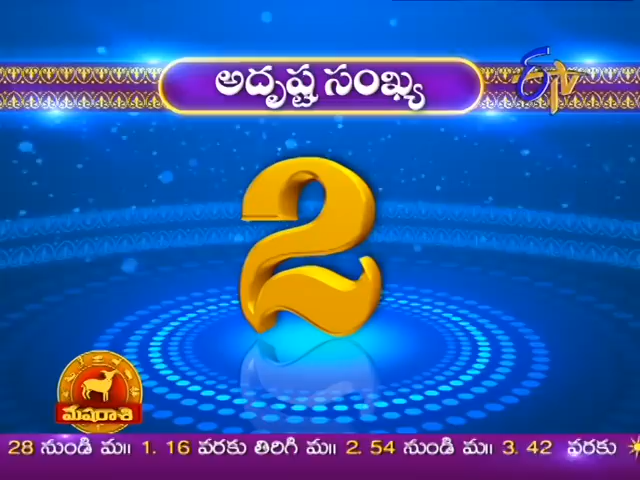 అదృష్ట సంఖ్య
ETV
2
మేషరాశి
28 నుండి మ॥ 1. 16 వరకు తిరిగి మ॥ 2. 54 నుండి మ॥ 3. 42 వరకు